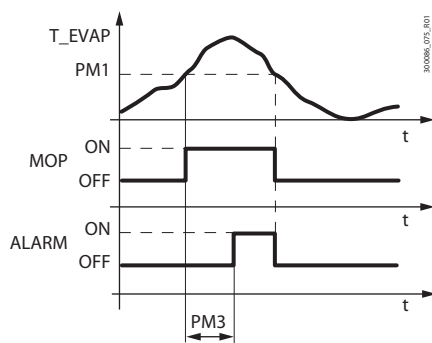 T_EVAP
PM1
t
ON
MOP
OFF
t
ON
ALARM
OFF
t
PM3
300086_075_R01